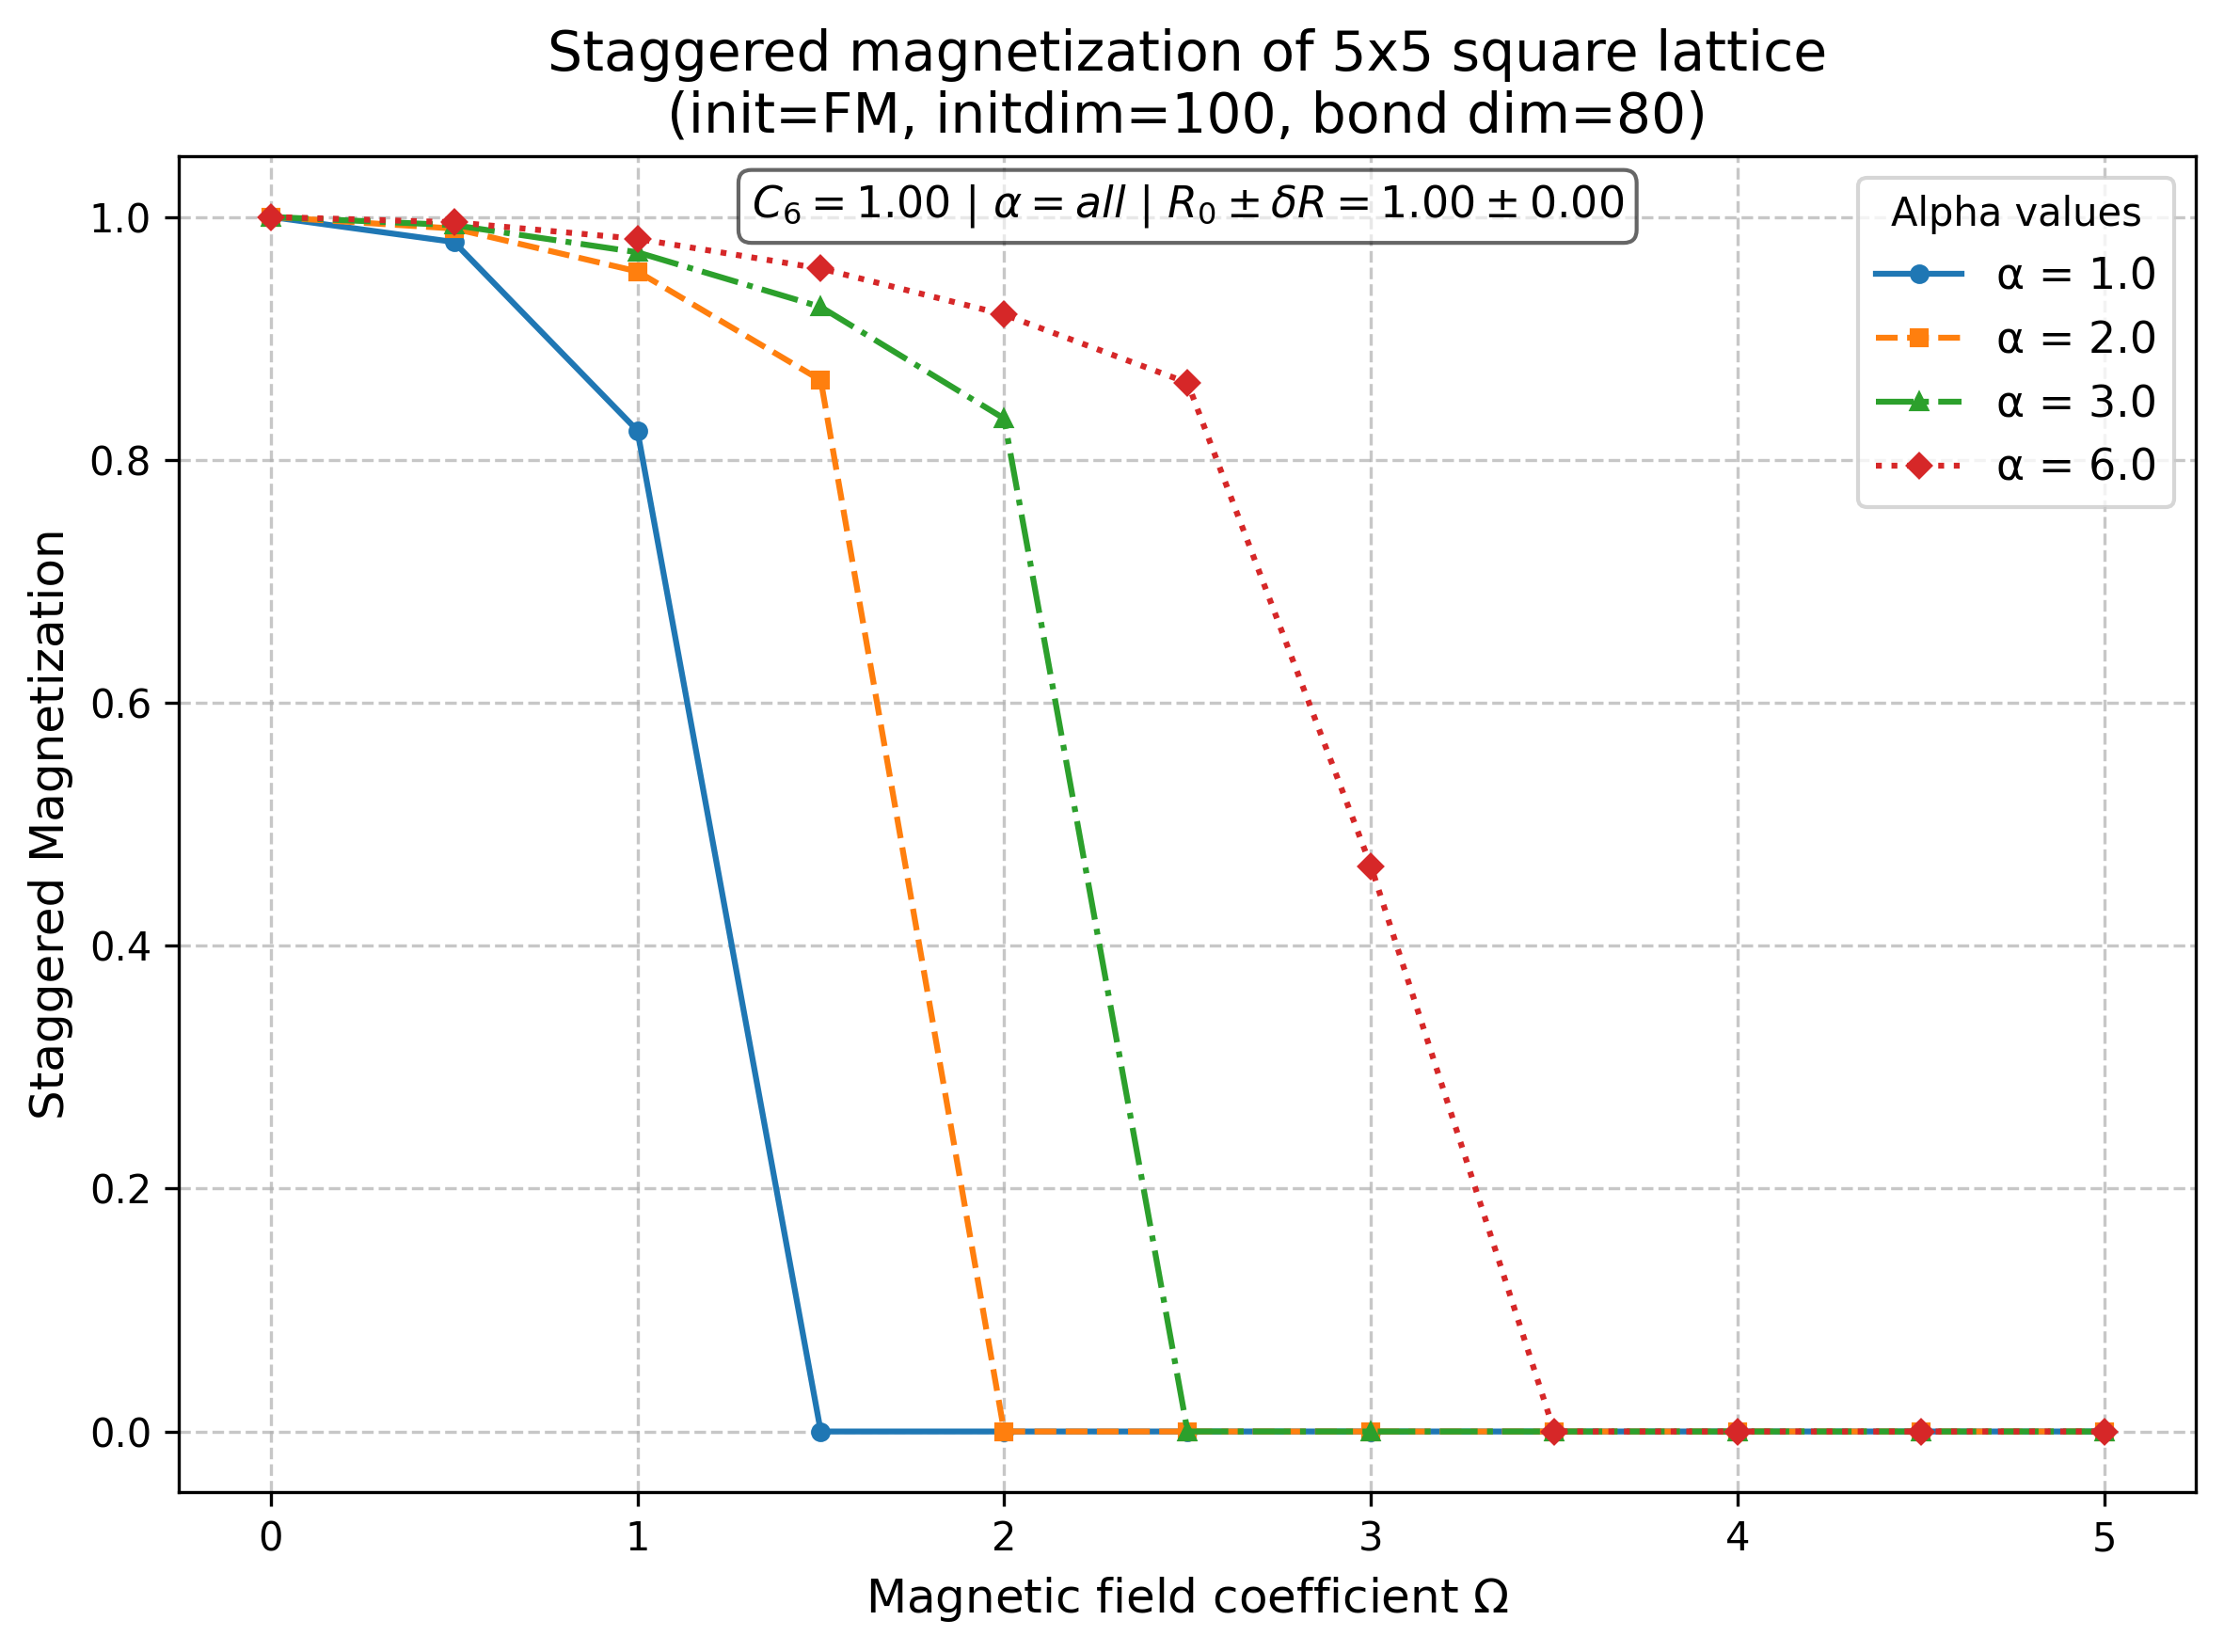 Staggered magnetization of 5x5 square lattice
(init=FM, initdim=100, bond dim=80)
C₆ = 1.00 | α = all | R₀ ± δR = 1.00 ± 0.00
Alpha values
α = 1.0
α = 2.0
α = 3.0
α = 6.0
Staggered Magnetization
1.0
0.8
0.6
0.4
0.2
0.0
0 1 2 3 4 5
Magnetic field coefficient Ω